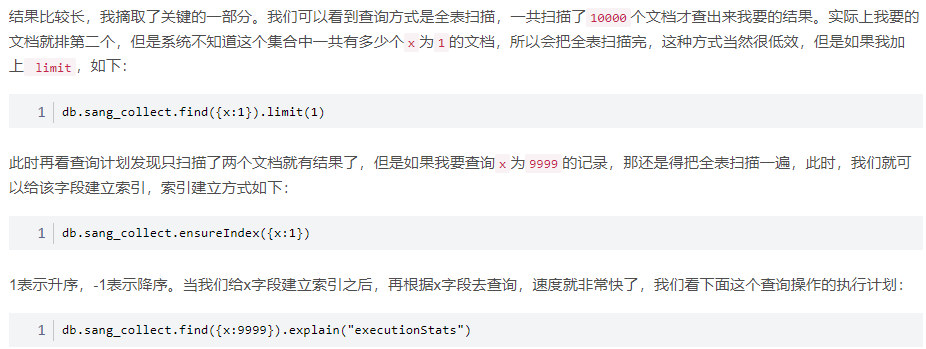 结果比较长，我摘取了关键的一部分。我们可以看到查询方式是全表扫描，一共扫描了 10000 个文档才查出来我要的结果。实际上我要的
文档就排第二个，但是系统不知道这个集合中一共有多少个 x 为 1 的文档，所以会把全表扫描完，这种方式当然很低效，但是如果我加
上 limit，如下：
1 db.sang_collect.find({x:1}).limit(1)
此时再看查询计划发现只扫描了两个文档就有结果了，但是如果我要查询 x 为 9999 的记录，那还是得把全表扫描一遍，此时，我们就可
以给该字段建立索引，索引建立方式如下：
1 db.sang_collect.ensureIndex({x:1})
1表示升序，-1表示降序。当我们给x字段建立索引之后，再根据x字段去查询，速度就非常快了，我们看下面这个查询操作的执行计划：
1 db.sang_collect.find({x:9999}).explain("executionStats")